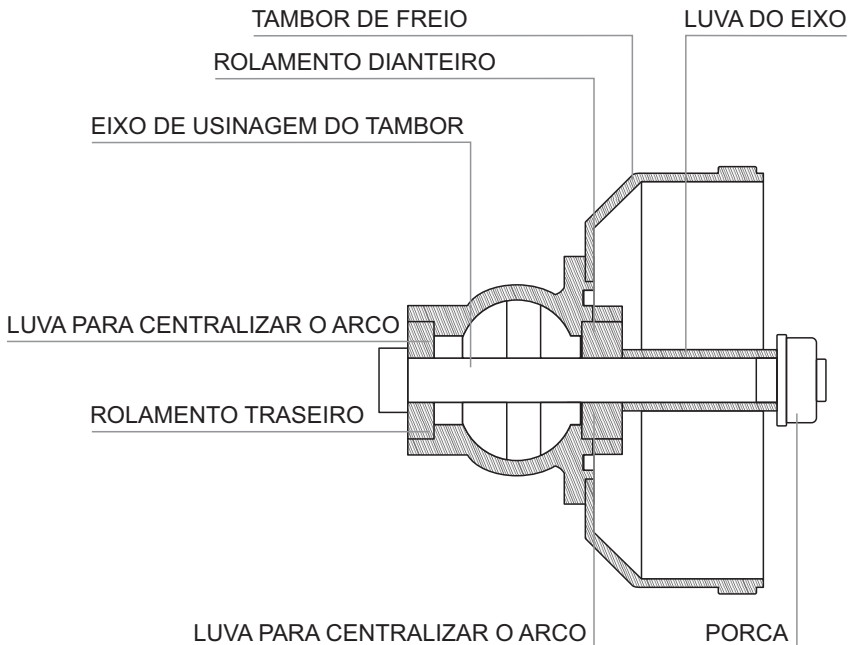 TAMBOR DE FREIO
LUVA DO EIXO
ROLAMENTO DIANTEIRO
EIXO DE USINAGEM DO TAMBOR
LUVA PARA CENTRALIZAR O ARCO
ROLAMENTO TRASEIRO
LUVA PARA CENTRALIZAR O ARCO
PORCA